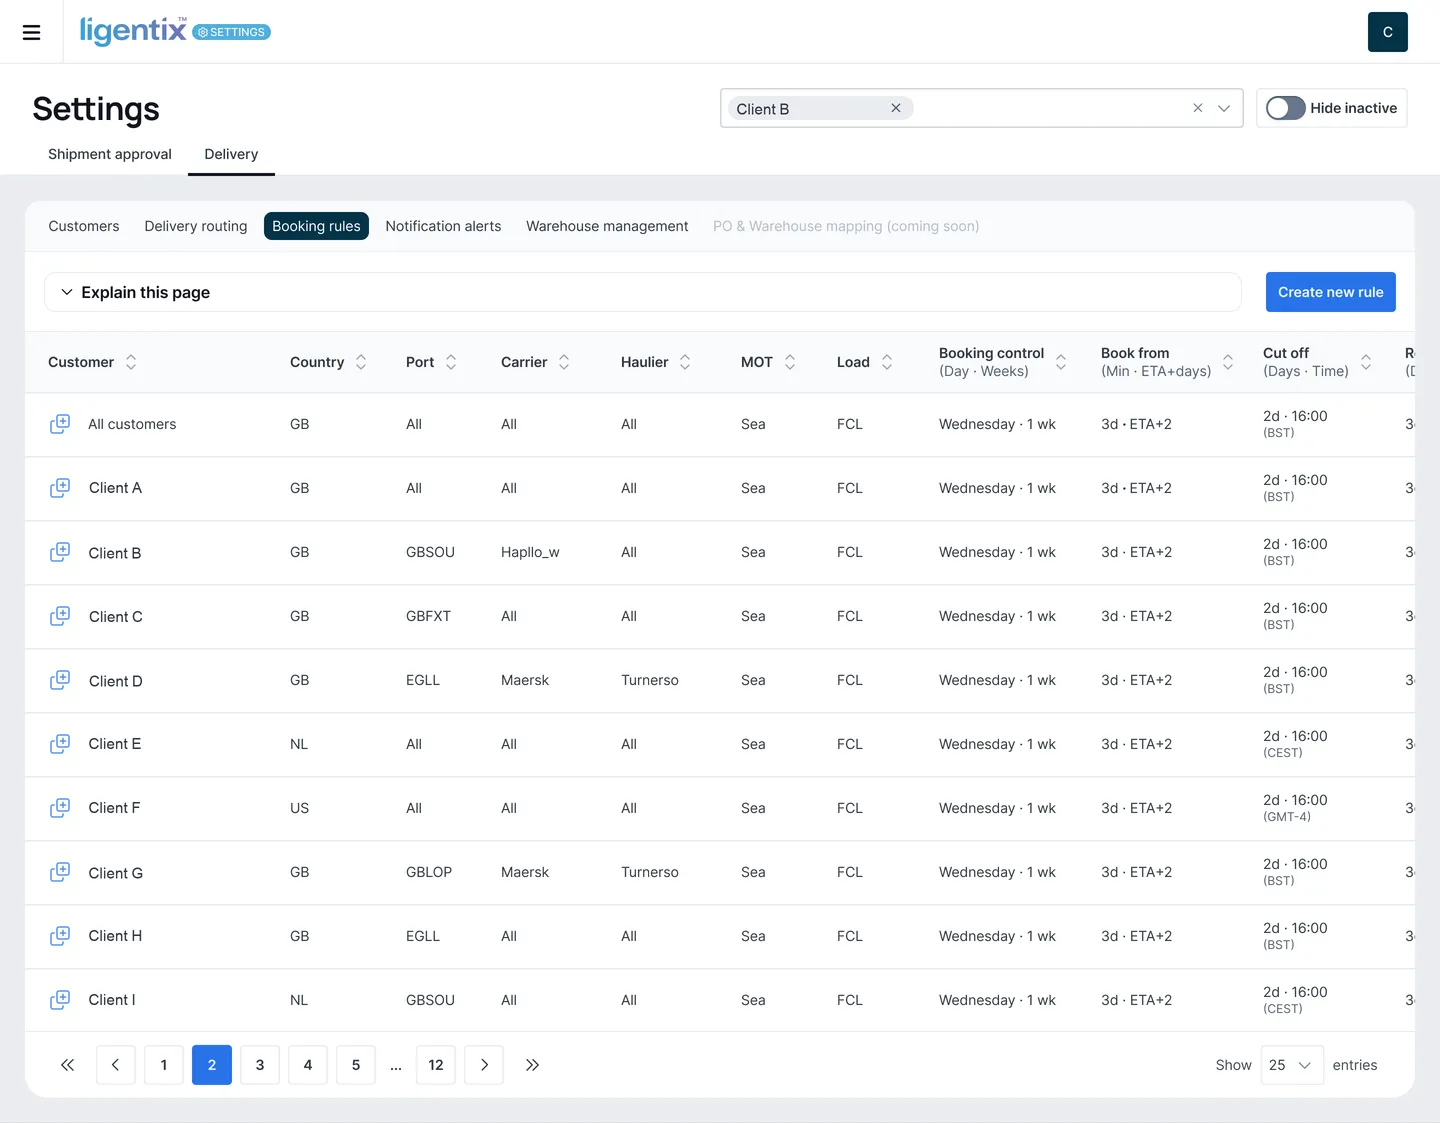 ligentix™ SETTINGS
C
Settings
Client B
Hide inactive
Shipment approval Delivery
Customers Delivery routing Booking rules Notification alerts Warehouse management PO & Warehouse mapping (coming soon)
Explain this page
Create new rule
Customer Country Port Carrier Haulier MOT Load Booking control (Day · Weeks) Book from (Min · ETA+days) Cut off (Days · Time)
All customers GB All All All Sea FCL Wednesday · 1 wk 3d · ETA+2 2d · 16:00 (BST)
Client A GB All All All Sea FCL Wednesday · 1 wk 3d · ETA+2 2d · 16:00 (BST)
Client B GB GBSOU Hapllo_w All Sea FCL Wednesday · 1 wk 3d · ETA+2 2d · 16:00 (BST)
Client C GB GBFXT All All Sea FCL Wednesday · 1 wk 3d · ETA+2 2d · 16:00 (BST)
Client D GB EGLL Maersk Turnerso Sea FCL Wednesday · 1 wk 3d · ETA+2 2d · 16:00 (BST)
Client E NL All All All Sea FCL Wednesday · 1 wk 3d · ETA+2 2d · 16:00 (CEST)
Client F US All All All Sea FCL Wednesday · 1 wk 3d · ETA+2 2d · 16:00 (GMT-4)
Client G GB GBLOP Maersk Turnerso Sea FCL Wednesday · 1 wk 3d · ETA+2 2d · 16:00 (BST)
Client H GB EGLL All All Sea FCL Wednesday · 1 wk 3d · ETA+2 2d · 16:00 (BST)
Client I NL GBSOU All All Sea FCL Wednesday · 1 wk 3d · ETA+2 2d · 16:00 (CEST)
1 2 3 4 5 ... 12
Show 25 entries